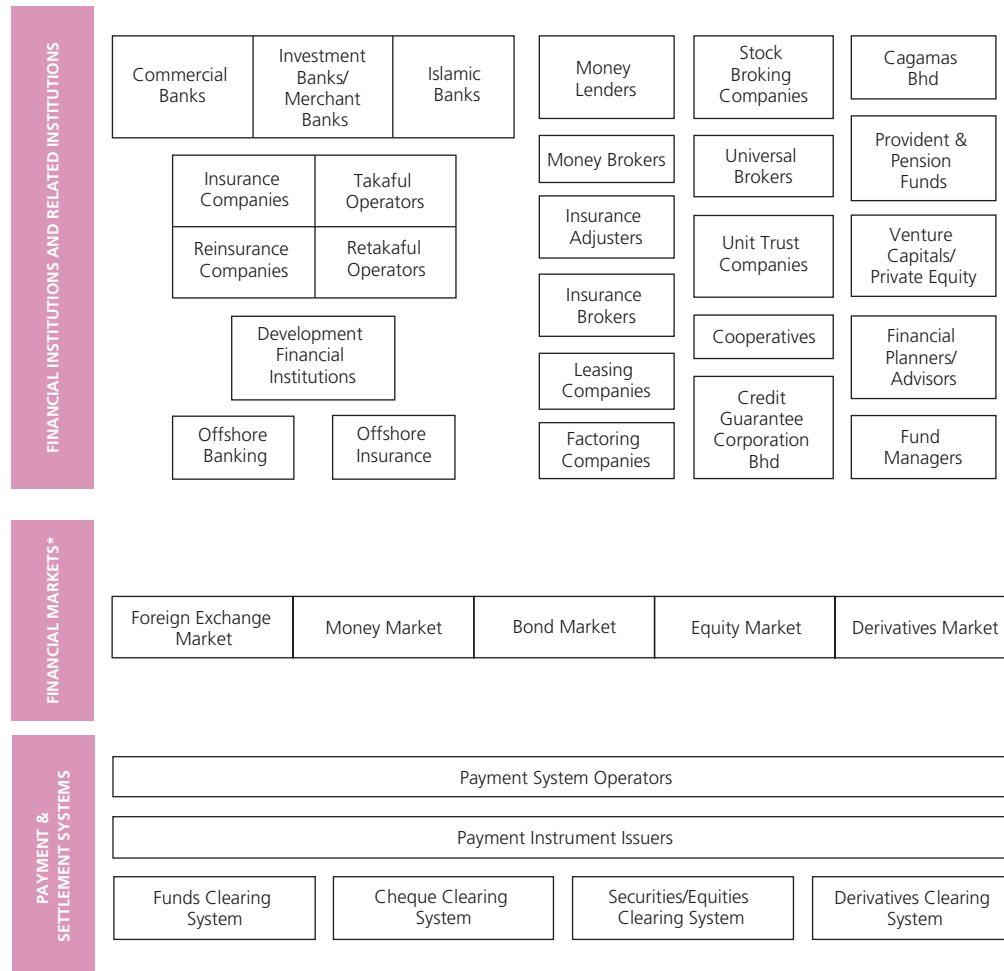 FINANCIAL INSTITUTIONS AND RELATED INSTITUTIONS
Commercial
Banks
Investment
Banks/
Merchant
Banks
Islamic
Banks
Insurance
Companies
Takaful
Operators
Reinsurance
Companies
Retakaful
Operators
Development
Financial
Institutions
Offshore
Banking
Offshore
Insurance
Money
Lenders
Money Brokers
Insurance
Adjusters
Insurance
Brokers
Leasing
Companies
Factoring
Companies
Stock
Broking
Companies
Universal
Brokers
Unit Trust
Companies
Cooperatives
Credit
Guarantee
Corporation
Bhd
Cagamas
Bhd
Provident &
Pension
Funds
Venture
Capitals/
Private Equity
Financial
Planners/
Advisors
Fund
Managers
FINANCIAL MARKETS*
Foreign Exchange
Market
Money Market
Bond Market
Equity Market
Derivatives Market
PAYMENT &
SETTLEMENT SYSTEMS
Payment System Operators
Payment Instrument Issuers
Funds Clearing
System
Cheque Clearing
System
Securities/Equities
Clearing System
Derivatives Clearing
System